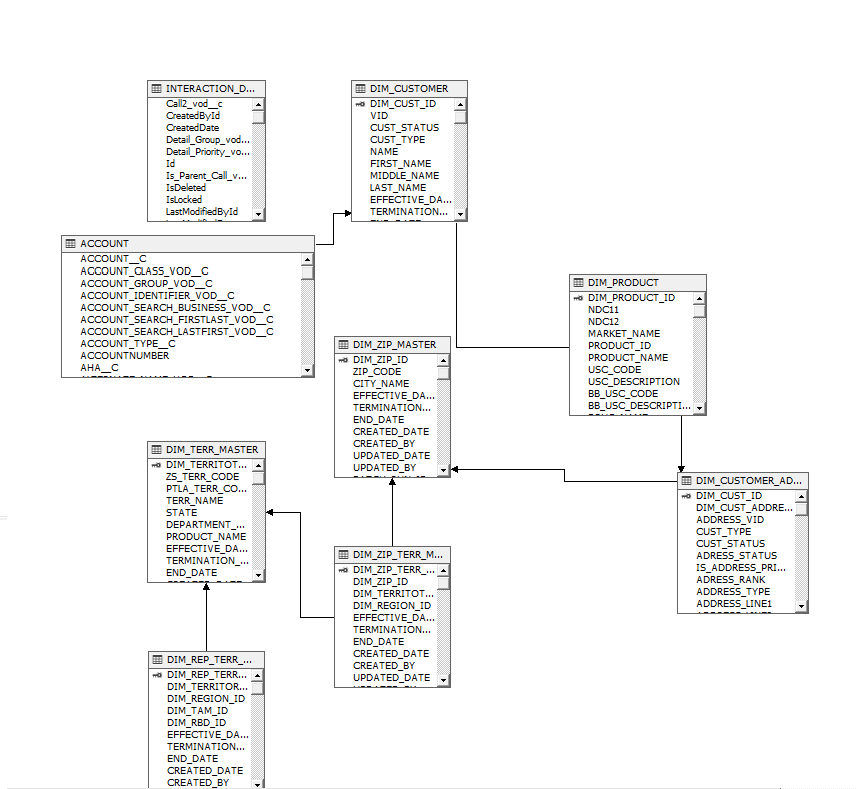 INTERACTION_D...
Call2_vod__c
CreatedById
CreatedDate
Detail_Group_vod...
Detail_Priority_vo...
Id
Is_Parent_Call_v...
IsDeleted
IsLocked
LastModifiedById
DIM_CUSTOMER
DIM_CUST_ID
VID
CUST_STATUS
CUST_TYPE
NAME
FIRST_NAME
MIDDLE_NAME
LAST_NAME
EFFECTIVE_DA...
TERMINATION...
ACCOUNT
ACCOUNT__C
ACCOUNT_CLASS_VOD__C
ACCOUNT_GROUP_VOD__C
ACCOUNT_IDENTIFIER_VOD__C
ACCOUNT_SEARCH_BUSINESS_VOD__C
ACCOUNT_SEARCH_FIRSTLAST_VOD__C
ACCOUNT_SEARCH_LASTFIRST_VOD__C
ACCOUNT_TYPE__C
ACCOUNTNUMBER
AHA__C
DIM_PRODUCT
DIM_PRODUCT_ID
NDC11
NDC12
MARKET_NAME
PRODUCT_ID
PRODUCT_NAME
USC_CODE
USC_DESCRIPTION
BB_USC_CODE
BB_USC_DESCRIPTI...
DIM_ZIP_MASTER
DIM_ZIP_ID
ZIP_CODE
CITY_NAME
EFFECTIVE_DA...
TERMINATION...
END_DATE
CREATED_DATE
CREATED_BY
UPDATED_DATE
UPDATED_BY
DIM_TERR_MASTER
DIM_TERRITOT...
ZS_TERR_CODE
PTLA_TERR_CO...
TERR_NAME
STATE
DEPARTMENT_...
PRODUCT_NAME
EFFECTIVE_DA...
TERMINATION_...
END_DATE
DIM_CUSTOMER_AD...
DIM_CUST_ID
DIM_CUST_ADDRE...
ADDRESS_VID
CUST_TYPE
CUST_STATUS
ADRESS_STATUS
IS_ADDRESS_PRI...
ADRESS_RANK
ADDRESS_TYPE
ADDRESS_LINE1
DIM_ZIP_TERR_M...
DIM_ZIP_TERR_...
DIM_ZIP_ID
DIM_TERRITOT...
DIM_REGION_ID
EFFECTIVE_DA...
TERMINATION...
END_DATE
CREATED_DATE
CREATED_BY
UPDATED_DATE
DIM_REP_TERR_...
DIM_REP_TERR...
DIM_TERRITOR...
DIM_REGION_ID
DIM_TAM_ID
DIM_RBD_ID
EFFECTIVE_DA...
TERMINATION...
END_DATE
CREATED_DATE
CREATED_BY